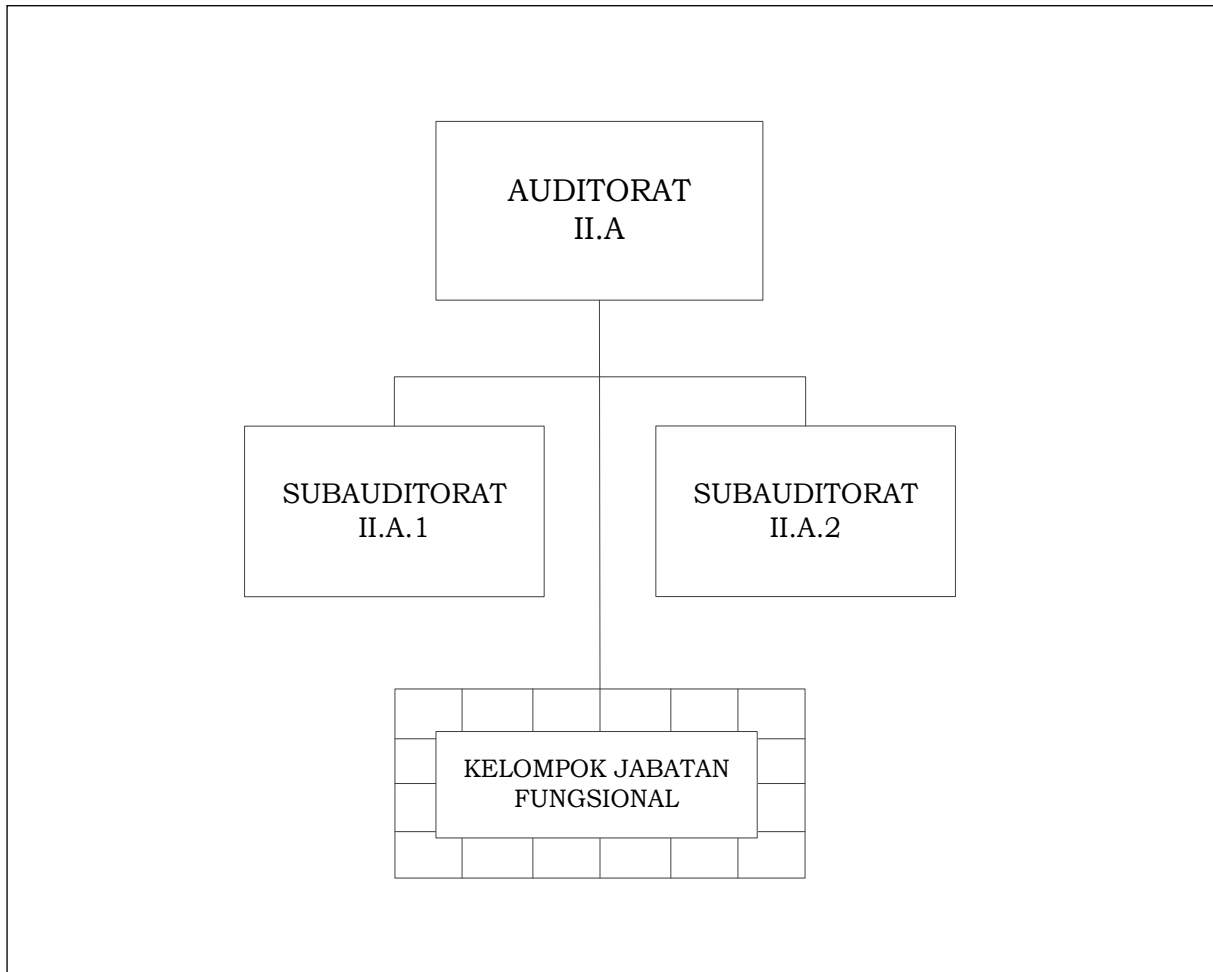 AUDITORAT
II.A
SUBAUDITORAT
II.A.1
SUBAUDITORAT
II.A.2
KELOMPOK JABATAN
FUNGSIONAL